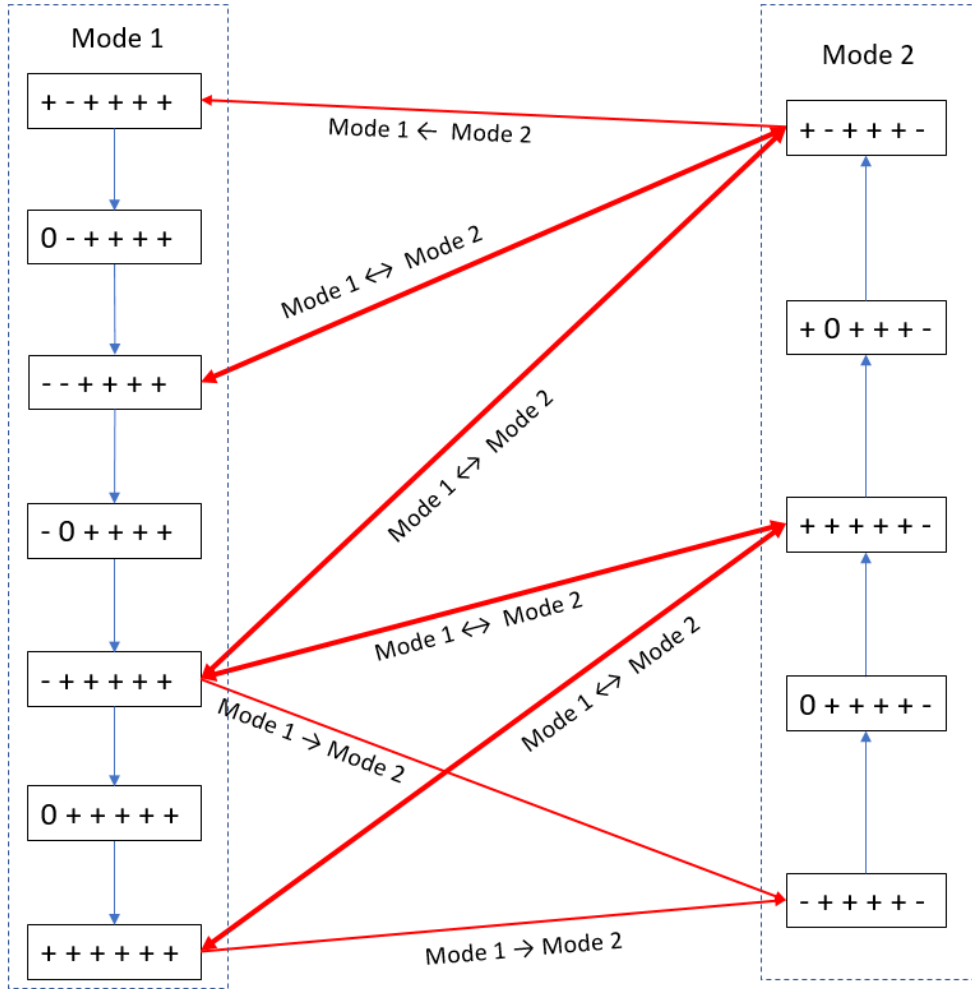 Mode 1
Mode 2
+ - + + + +
Mode 1 ← Mode 2
+ - + + + -
0 - + + + +
Mode 1 ↔ Mode 2
+ 0 + + + -
- - + + + +
Mode 1 ↔ Mode 2
- 0 + + + +
+ + + + + -
Mode 1 ↔ Mode 2
Mode 1 ↔ Mode 2
- + + + + +
Mode 1 → Mode 2
0 + + + + -
0 + + + + +
- + + + + -
+ + + + + +
Mode 1 → Mode 2